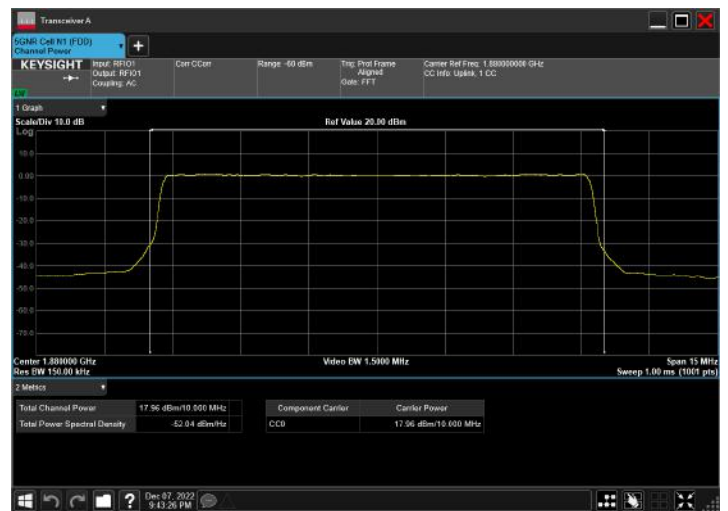 Transceiver A
5GNR Cell N1 (FDD)
Channel Power
KEYSIGHT
Input: RFIO1
Output: RFIO1
Coupling: AC
Corr CCorr
Range -60 dBm
Trig: Prot Frame
Aligned
Gate: FFT
Carrier Ref Freq: 1.880000000 GHz
CC Info: Uplink, 1 CC
1 Graph
Scale/Div 10.0 dB
Ref Value 20.00 dBm
Log
10.0
0.00
-10.0
-20.0
-30.0
-40.0
-50.0
-60.0
-70.0
Center 1.880000 GHz
Video BW 1.5000 MHz
Span 15 MHz
Res BW 150.00 kHz
Sweep 1.00 ms (1001 pts)
2 Metrics
Total Channel Power 17.96 dBm/10.000 MHz
Total Power Spectral Density -52.04 dBm/Hz
Component Carrier Carrier Power
CC0 17.96 dBm/10.000 MHz
Dec 07, 2022
9:43:26 PM